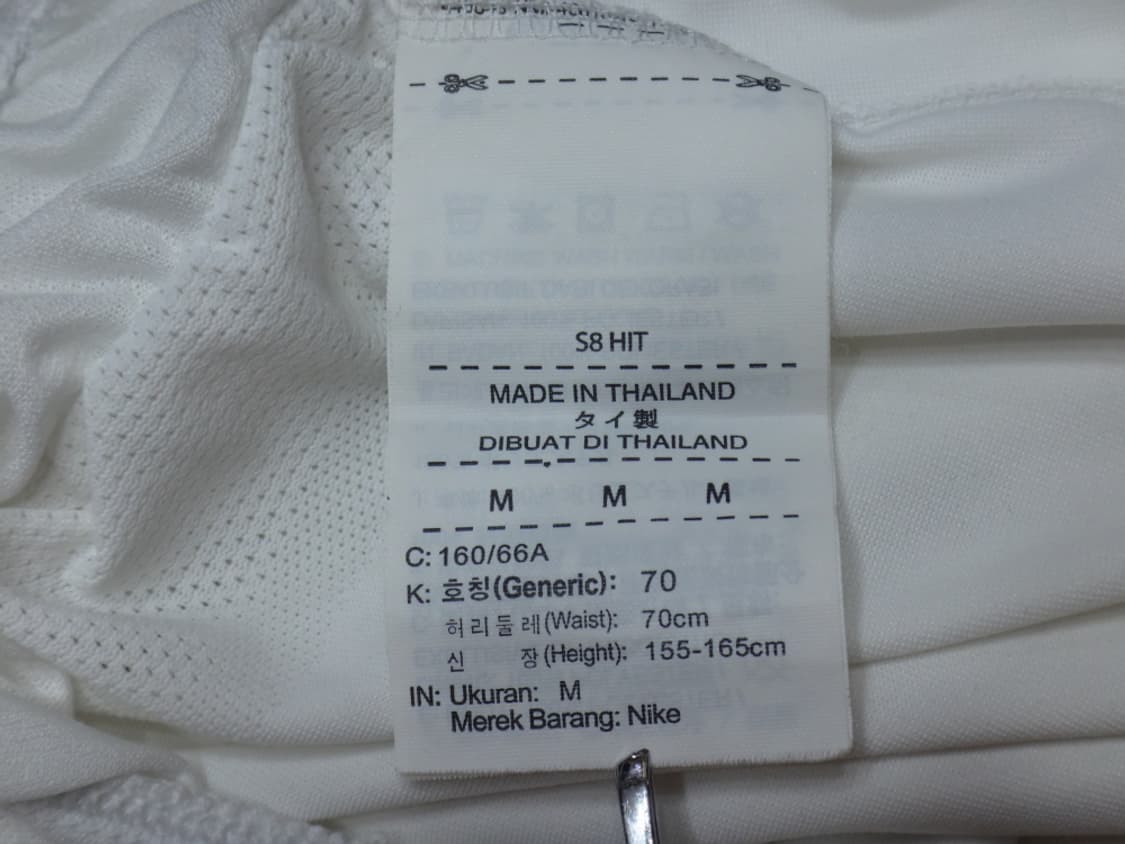 S8 HIT
MADE IN THAILAND
タイ製
DIBUAT DI THAILAND
M M M
C: 160/66A
K: 호칭(Generic): 70
허리둘레(Waist): 70cm
신 장(Height): 155-165cm
IN: Ukuran: M
Merek Barang: Nike